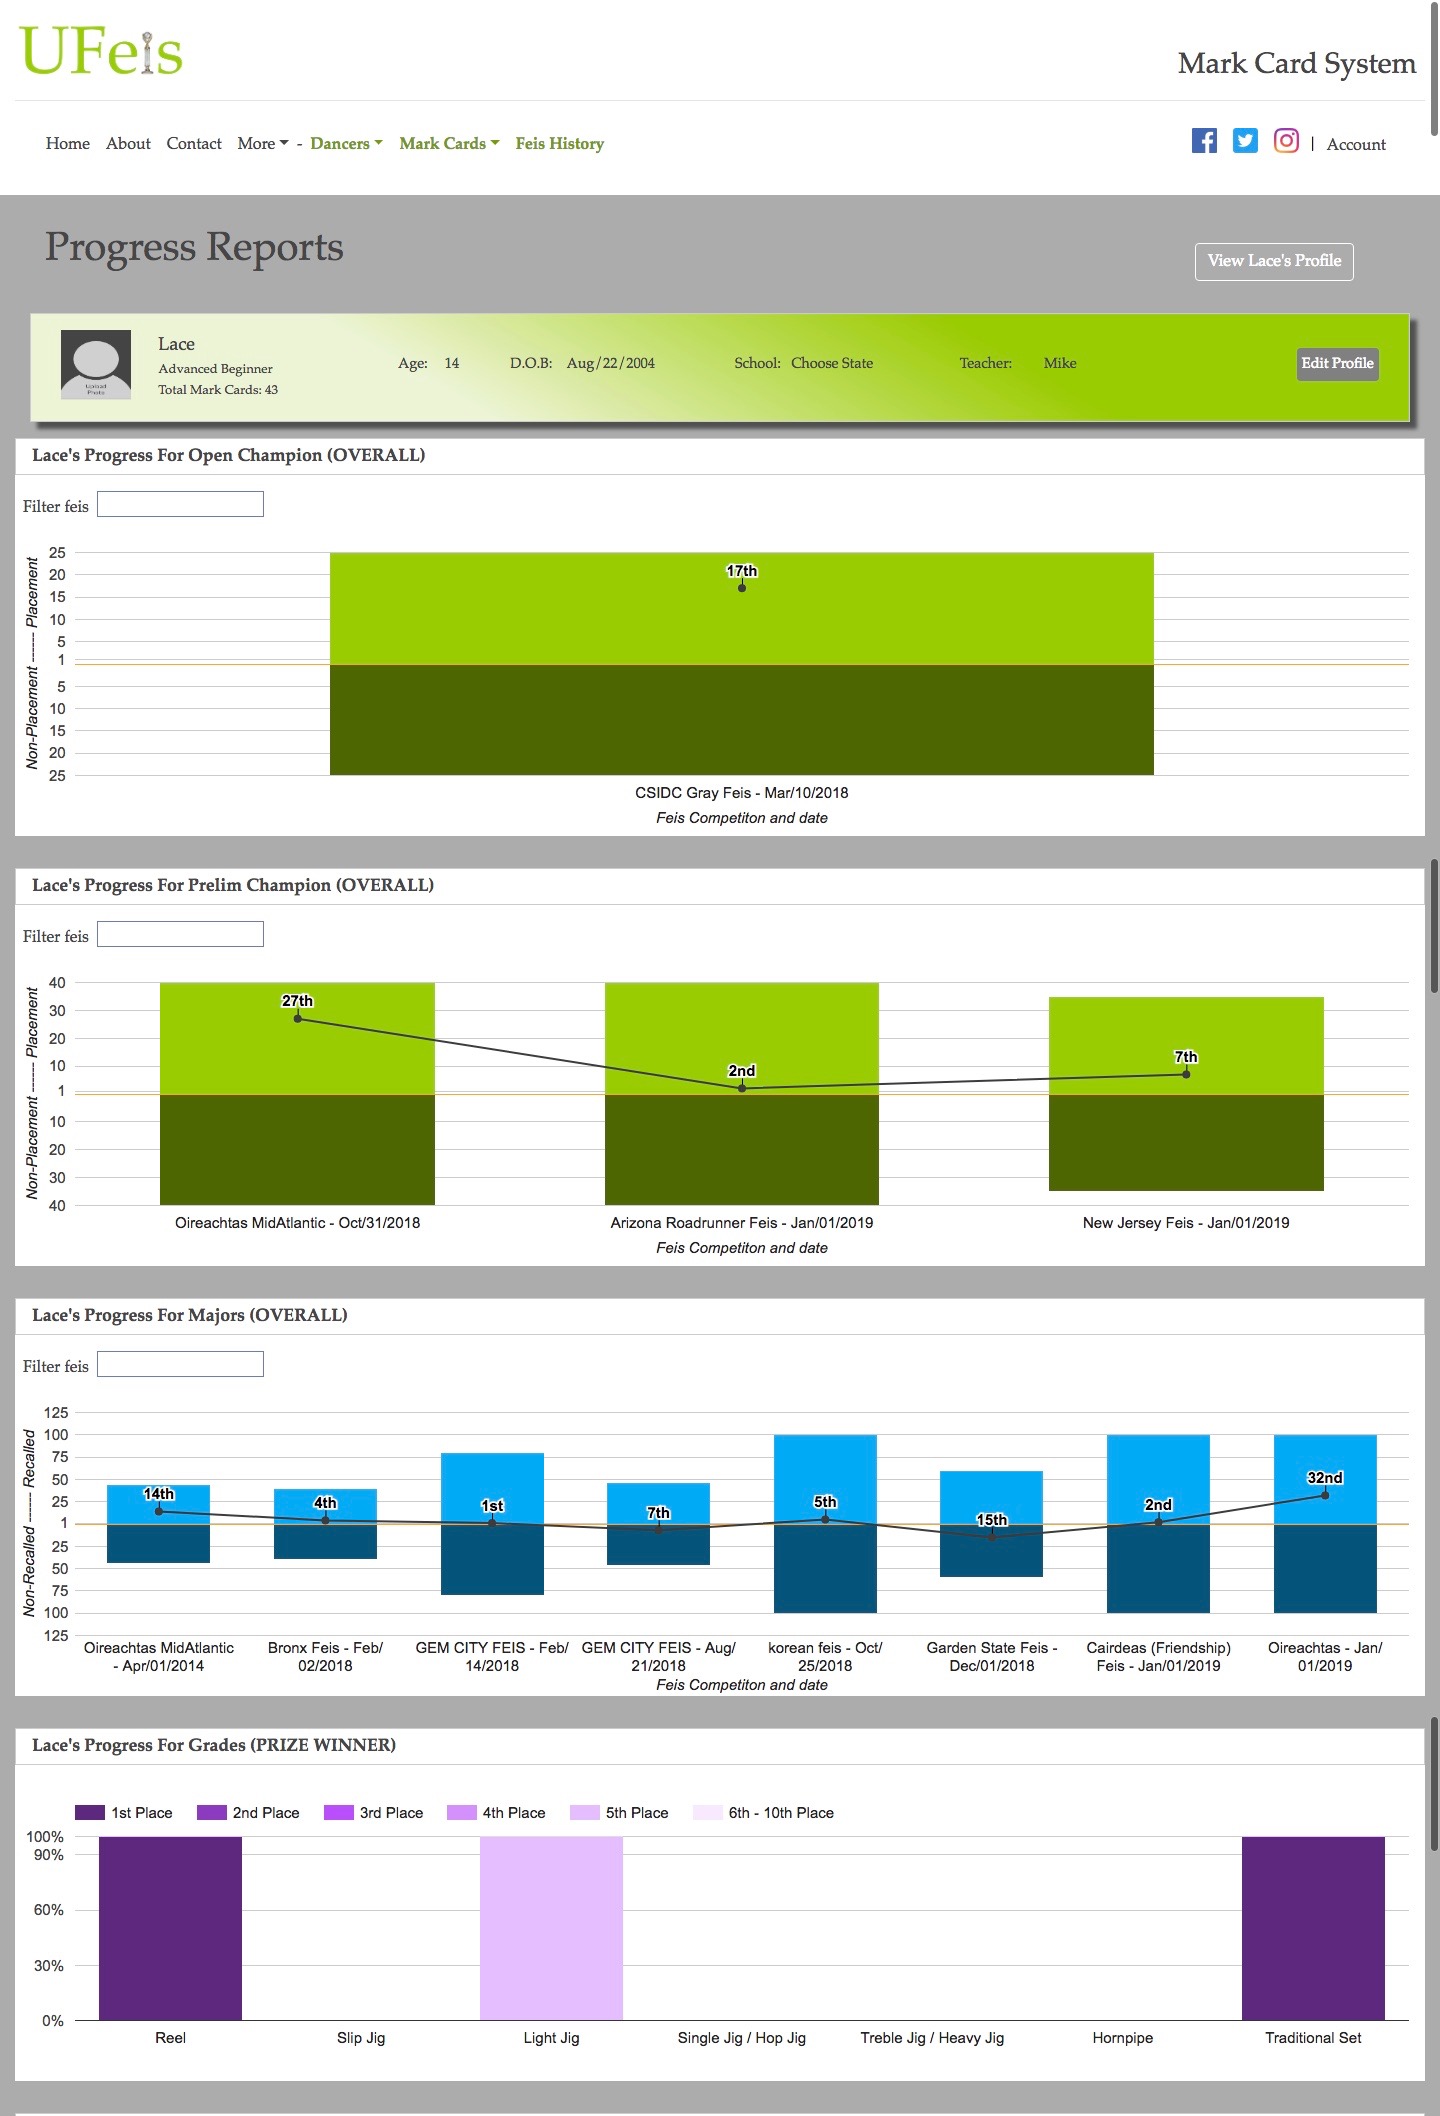 UFeis
Mark Card System
Home About Contact More - Dancers Mark Cards Feis History | Account
Progress Reports
View Lace's Profile
Upload
Photo
Lace
Advanced Beginner
Total Mark Cards: 43
Age: 14 D.O.B: Aug/22/2004 School: Choose State Teacher: Mike
Edit Profile
Lace's Progress For Open Champion (OVERALL)
Filter feis
Non-Placement ------ Placement
25
20
15
10
5
1
5
10
15
20
25
17th
CSIDC Gray Feis - Mar/10/2018
Feis Competiton and date
Lace's Progress For Prelim Champion (OVERALL)
Filter feis
Non-Placement ------ Placement
40
30
20
10
1
10
20
30
40
27th
2nd
7th
Oireachtas MidAtlantic - Oct/31/2018
Arizona Roadrunner Feis - Jan/01/2019
New Jersey Feis - Jan/01/2019
Feis Competiton and date
Lace's Progress For Majors (OVERALL)
Filter feis
Non-Recalled ------ Recalled
125
100
75
50
25
1
25
50
75
100
125
14th
4th
1st
7th
5th
15th
2nd
32nd
Oireachtas MidAtlantic
- Apr/01/2014
Bronx Feis - Feb/
02/2018
GEM CITY FEIS - Feb/
14/2018
GEM CITY FEIS - Aug/
21/2018
korean feis - Oct/
25/2018
Garden State Feis -
Dec/01/2018
Cairdeas (Friendship)
Feis - Jan/01/2019
Oireachtas - Jan/
01/2019
Feis Competiton and date
Lace's Progress For Grades (PRIZE WINNER)
1st Place 2nd Place 3rd Place 4th Place 5th Place 6th - 10th Place
100%
90%
60%
30%
0%
Reel Slip Jig Light Jig Single Jig / Hop Jig Treble Jig / Heavy Jig Hornpipe Traditional Set